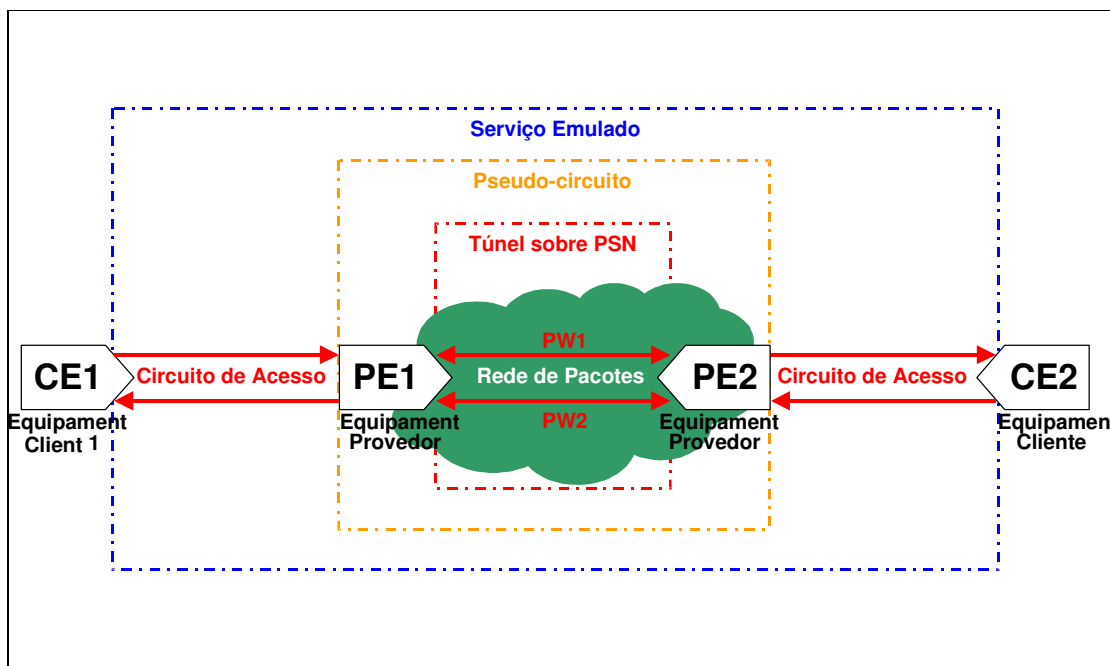 Serviço Emulado
Pseudo-circuito
Túnel sobre PSN
PW1
CE1
Circuito de Acesso
PE1
Rede de Pacotes
PE2
Circuito de Acesso
CE2
PW2
Equipament
Client 1
Equipament
Provedor
Equipament
Provedor
Equipamen
Cliente